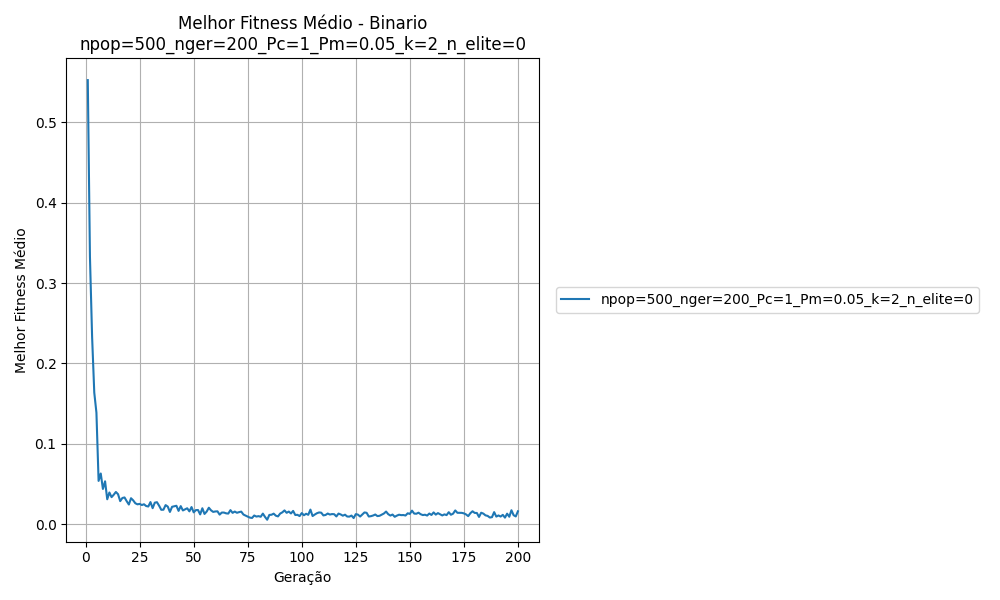 Melhor Fitness Médio - Binario
npop=500_nger=200_Pc=1_Pm=0.05_k=2_n_elite=0
Melhor Fitness Médio
0.5
0.4
0.3
0.2
0.1
0.0
0 25 50 75 100 125 150 175 200
Geração
npop=500_nger=200_Pc=1_Pm=0.05_k=2_n_elite=0